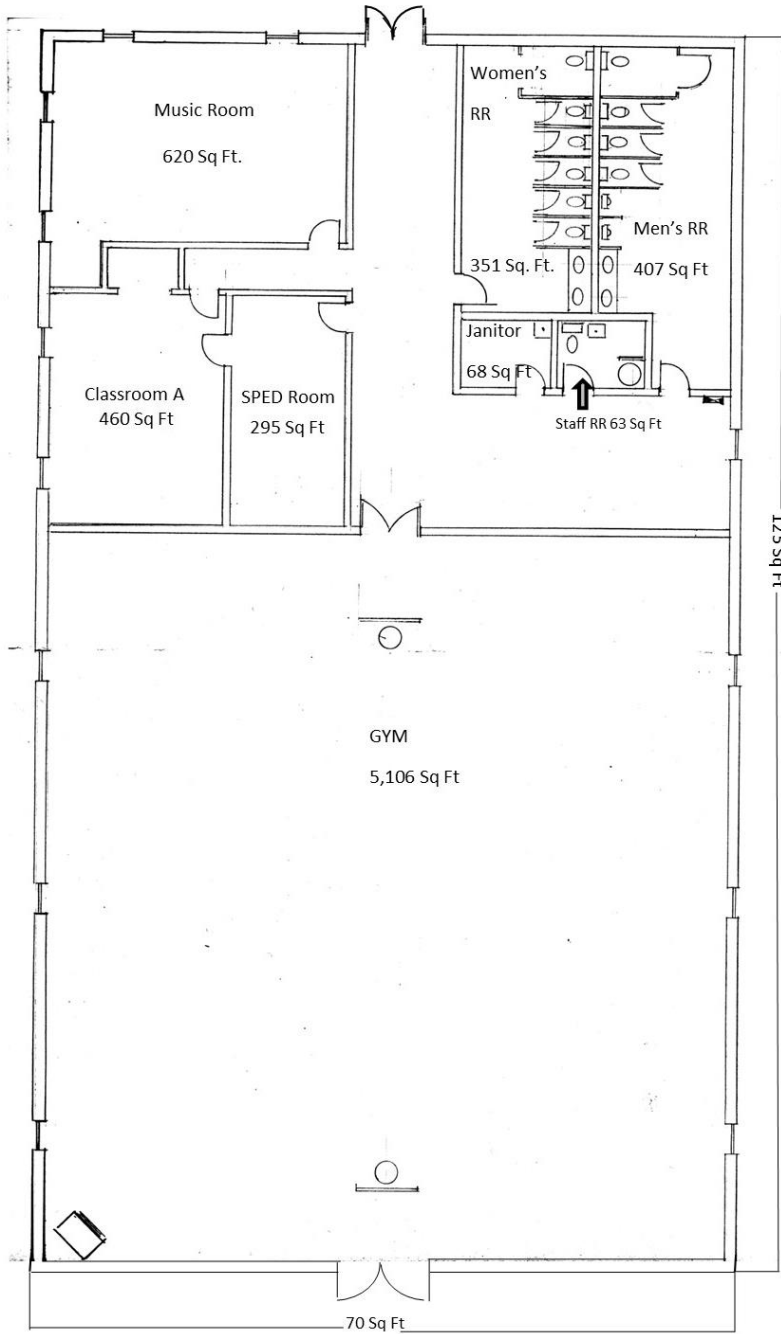 Music Room
620 Sq Ft.
Women's
RR
Men's RR
407 Sq Ft
351 Sq. Ft.
Janitor
68 Sq Ft
Classroom A
460 Sq Ft
SPED Room
295 Sq Ft
Staff RR 63 Sq Ft
125 Sq Ft
GYM
5,106 Sq Ft
70 Sq Ft